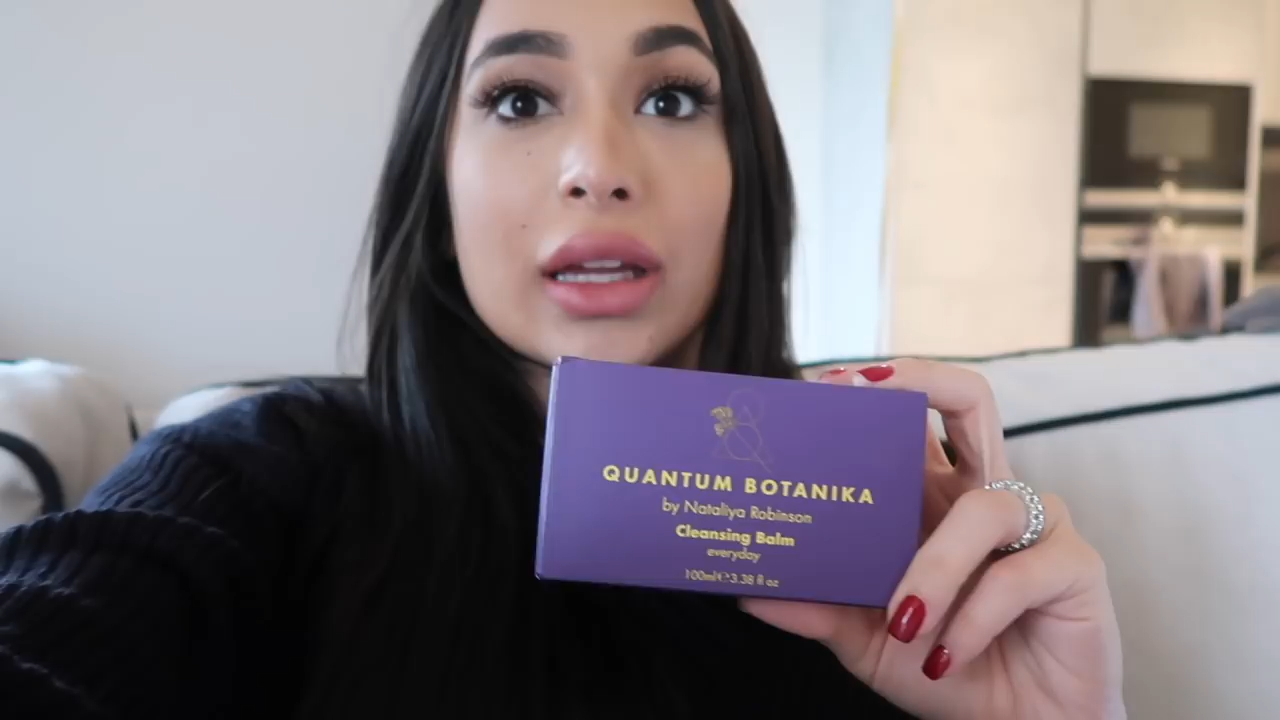 QUANTUM BOTANIKA
by Nataliya Robinson
Cleansing Balm
everyday
100ml℮3.38 fl oz